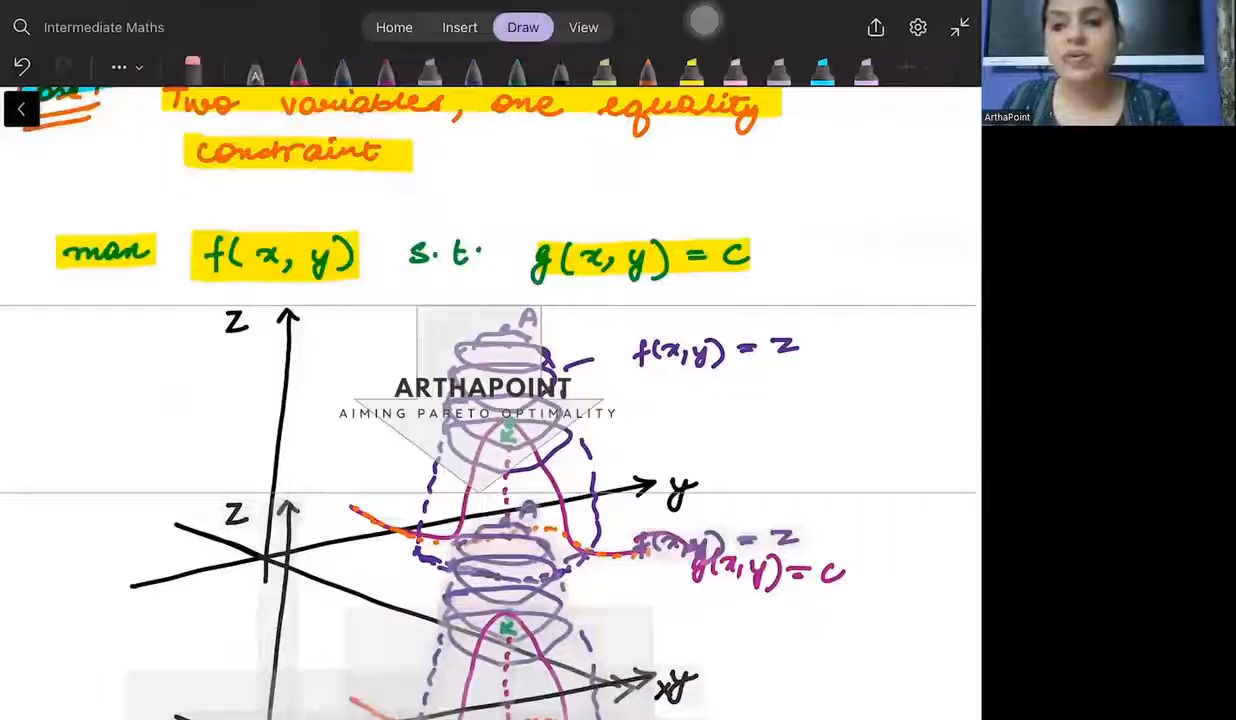 Intermediate Maths
Home Insert Draw View
A
ArthaPoint
Two variables, one equality
constraint
max f(x, y) s.t. g(x, y) = c
Z
A
f(x,y) = z
ARTHAPOINT
AIMING PARETO OPTIMALITY
y
Z
A
f(x,y) = z
g(x,y) = c
x y